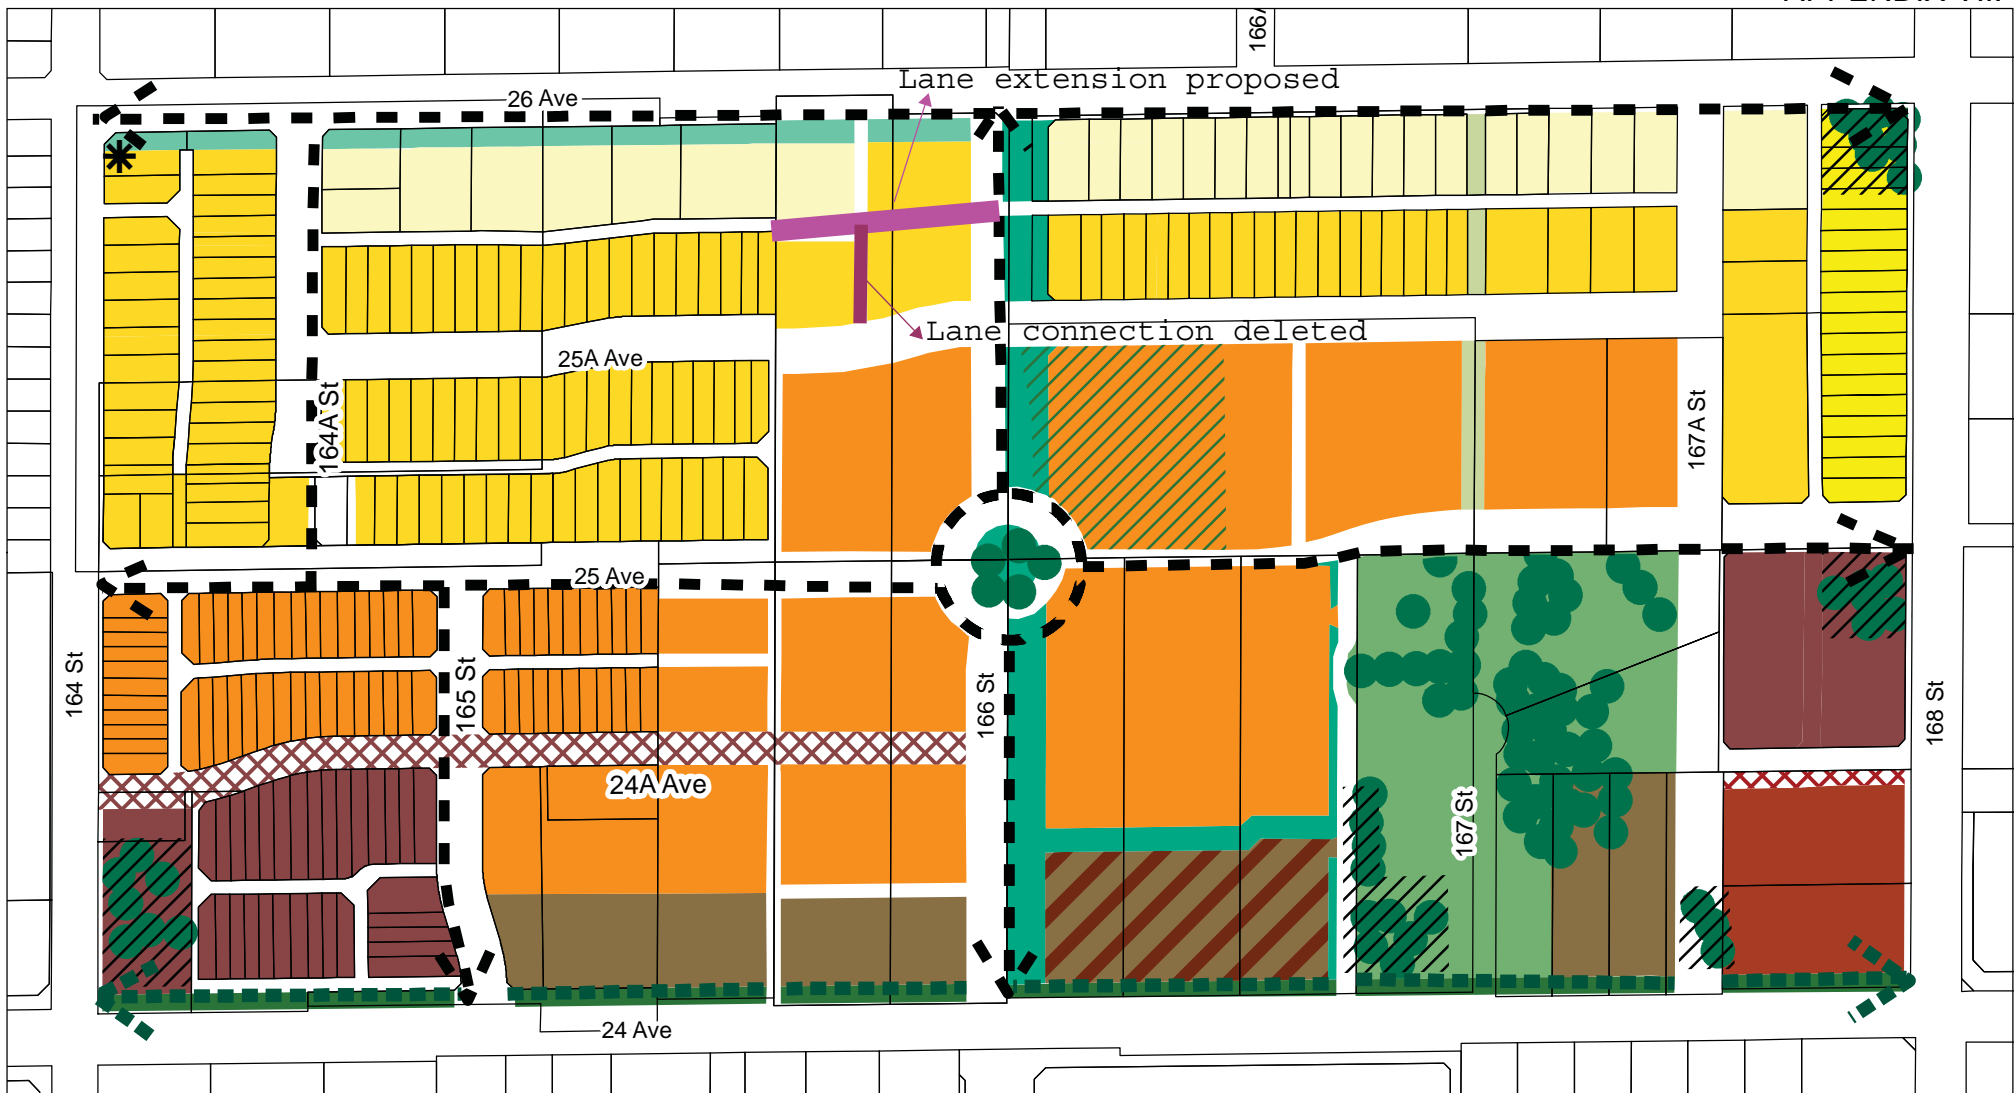 Lane extension proposed
26 Ave
Lane connection deleted
25A Ave
164A St
167A St
25 Ave
164 St
165 St
166 St
168 St
24A Ave
167 St
24 Ave